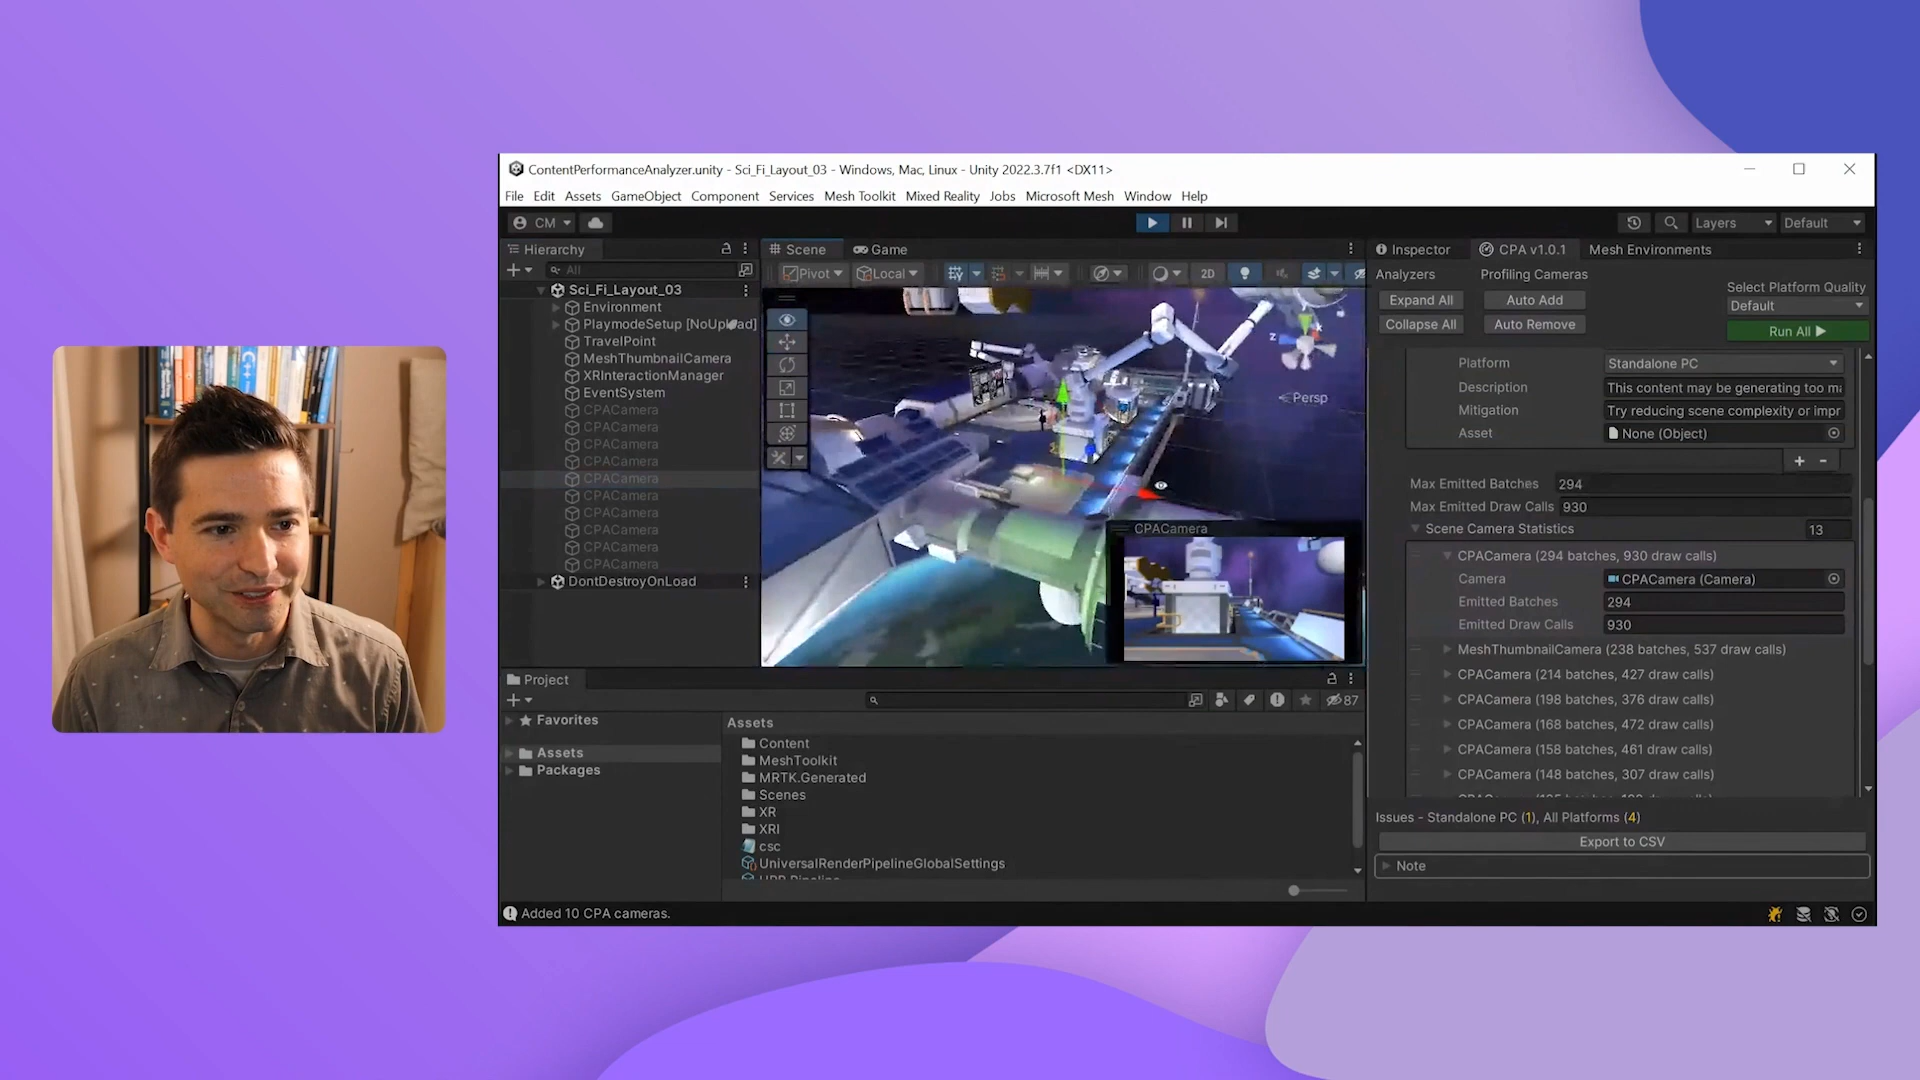 ContentPerformanceAnalyzer.unity - Sci_Fi_Layout_03 - Windows, Mac, Linux - Unity 2022.3.7f1 <DX11>
File Edit Assets GameObject Component Services Mesh Toolkit Mixed Reality Jobs Microsoft Mesh Window Help
CM
Layers Default
Hierarchy
All
Sci_Fi_Layout_03
Environment
PlaymodeSetup [NoUpload]
TravelPoint
MeshThumbnailCamera
XRInteractionManager
EventSystem
CPACamera
CPACamera
CPACamera
CPACamera
CPACamera
CPACamera
CPACamera
CPACamera
CPACamera
CPACamera
DontDestroyOnLoad
Scene Game
Pivot Local 2D
Z x
Persp
CPACamera
Inspector CPA v1.0.1 Mesh Environments
Analyzers Profiling Cameras
Select Platform Quality
Expand All Auto Add Default
Collapse All Auto Remove Run All
Platform Standalone PC
Description This content may be generating too ma
Mitigation Try reducing scene complexity or impr
Asset None (Object)
Max Emitted Batches 294
Max Emitted Draw Calls 930
Scene Camera Statistics 13
CPACamera (294 batches, 930 draw calls)
Camera CPACamera (Camera)
Emitted Batches 294
Emitted Draw Calls 930
MeshThumbnailCamera (238 batches, 537 draw calls)
CPACamera (214 batches, 427 draw calls)
CPACamera (198 batches, 376 draw calls)
CPACamera (168 batches, 472 draw calls)
CPACamera (158 batches, 461 draw calls)
CPACamera (148 batches, 307 draw calls)
Issues - Standalone PC (1), All Platforms (4)
Export to CSV
Note
Project
87
Favorites
Assets
Packages
Assets
Content
MeshToolkit
MRTK.Generated
Scenes
XR
XRI
csc
UniversalRenderPipelineGlobalSettings
Added 10 CPA cameras.